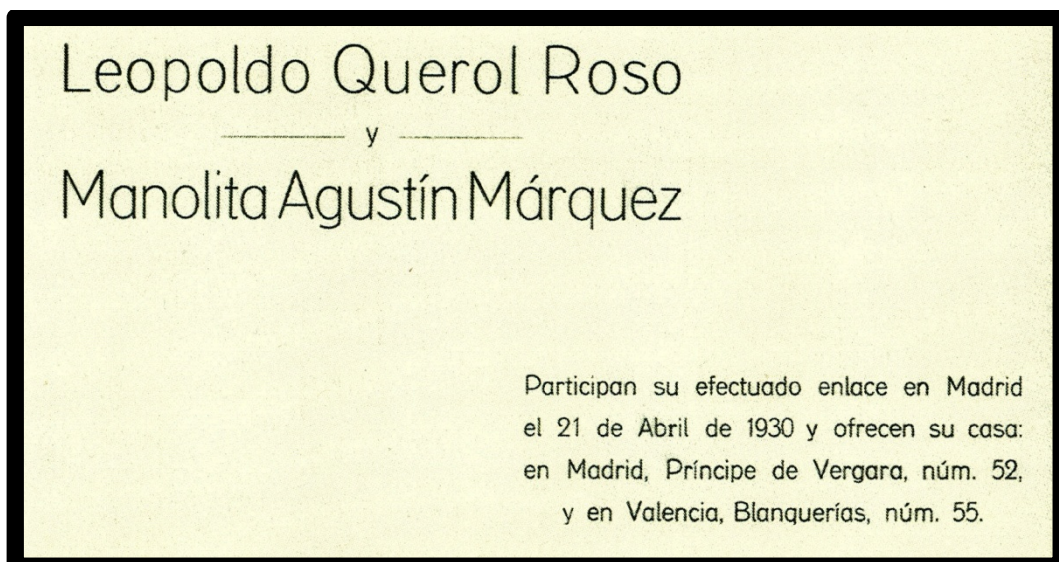 Leopoldo Querol Roso
y
Manolita Agustín Márquez
Participan su efectuado enlace en Madrid
el 21 de Abril de 1930 y ofrecen su casa:
en Madrid, Príncipe de Vergara, núm. 52,
y en Valencia, Blanquerías, núm. 55.